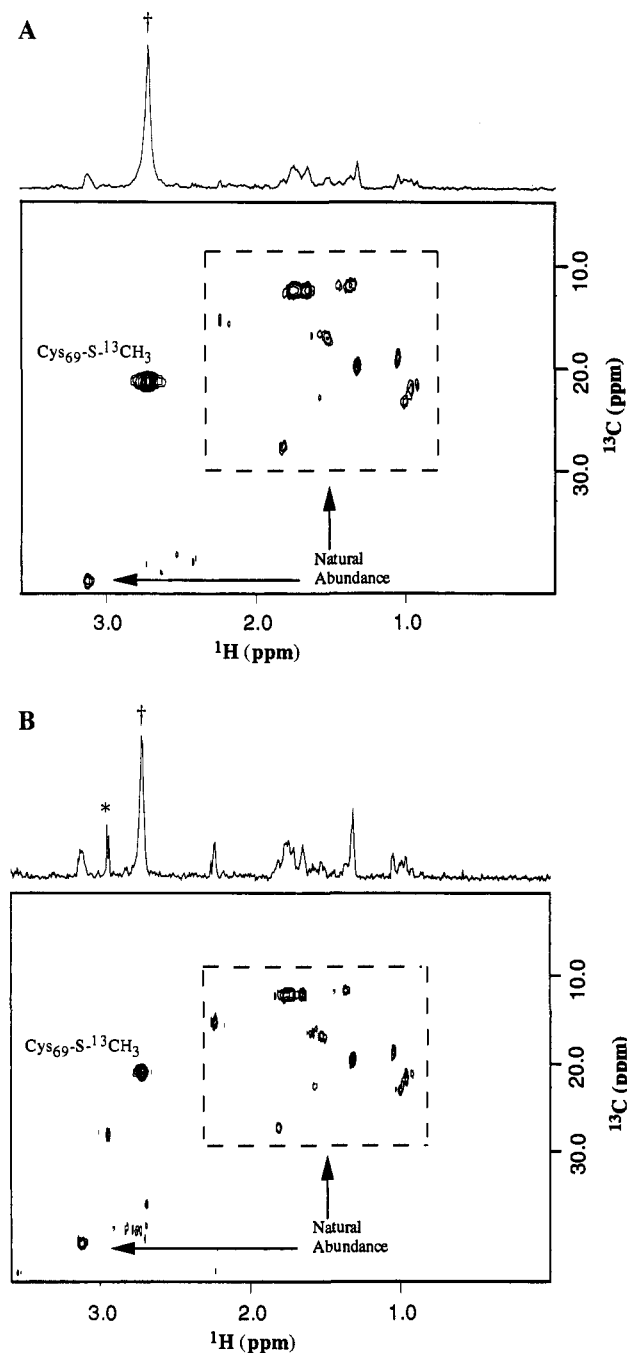 A
†
Cys69-S-13CH3
10.0
20.0
30.0
13C (ppm)
Natural
Abundance
3.0
2.0
1.0
1H (ppm)
B
†
*
Cys69-S-13CH3
10.0
20.0
30.0
13C (ppm)
Natural
Abundance
3.0
2.0
1.0
1H (ppm)